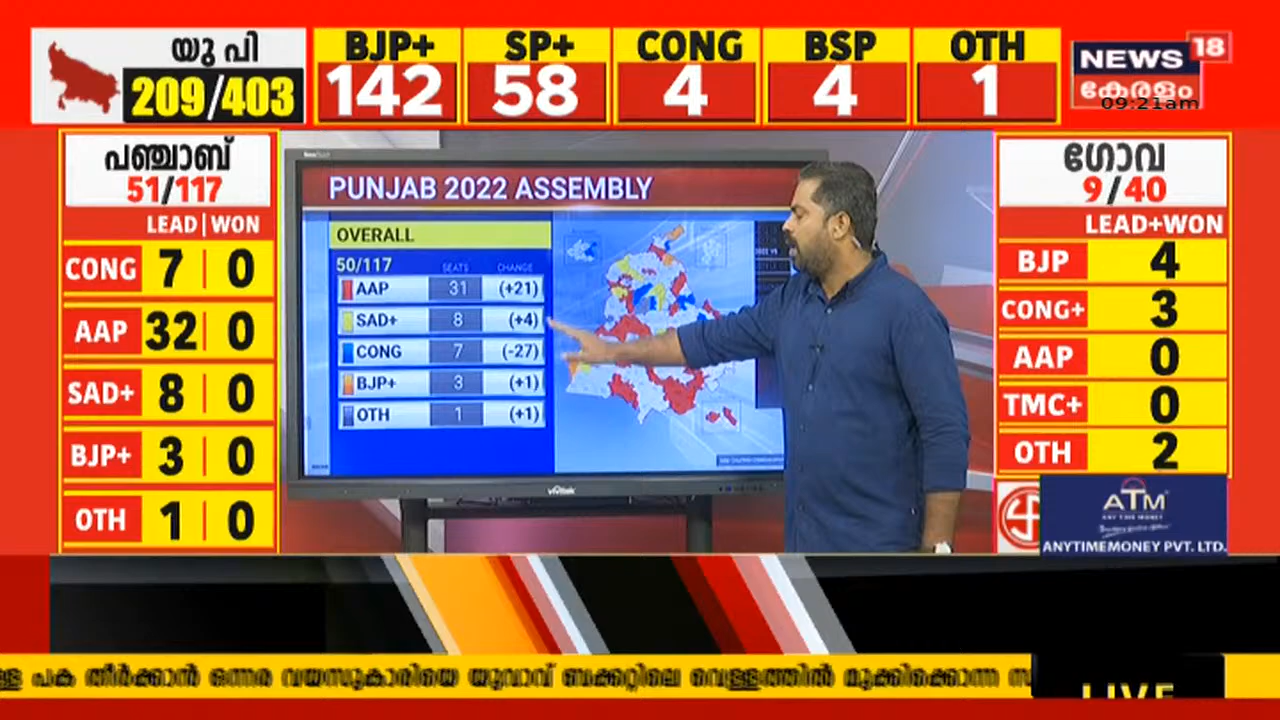 യു പി
209/403
BJP+ SP+ CONG BSP OTH
142 58 4 4 1
NEWS 18
കേരളം
09:21am
പഞ്ചാബ്
51/117
LEAD | WON
CONG 7 0
AAP 32 0
SAD+ 8 0
BJP+ 3 0
OTH 1 0
PUNJAB 2022 ASSEMBLY
OVERALL
50/117 SEATS CHANGE
AAP 31 (+21)
SAD+ 8 (+4)
CONG 7 (-27)
BJP+ 3 (+1)
OTH 1 (+1)
ഗോവ
9/40
LEAD+WON
BJP 4
CONG+ 3
AAP 0
TMC+ 0
OTH 2
ATM
ANY TIME MONEY
ANYTIMEMONEY PVT. LTD.
പക തീർക്കാൻ ഒന്നര വയസുകാരിയെ യുവാവ് ബക്കറ്റിലെ വെള്ളത്തിൽ മുക്കിക്കൊന്ന
LIVE